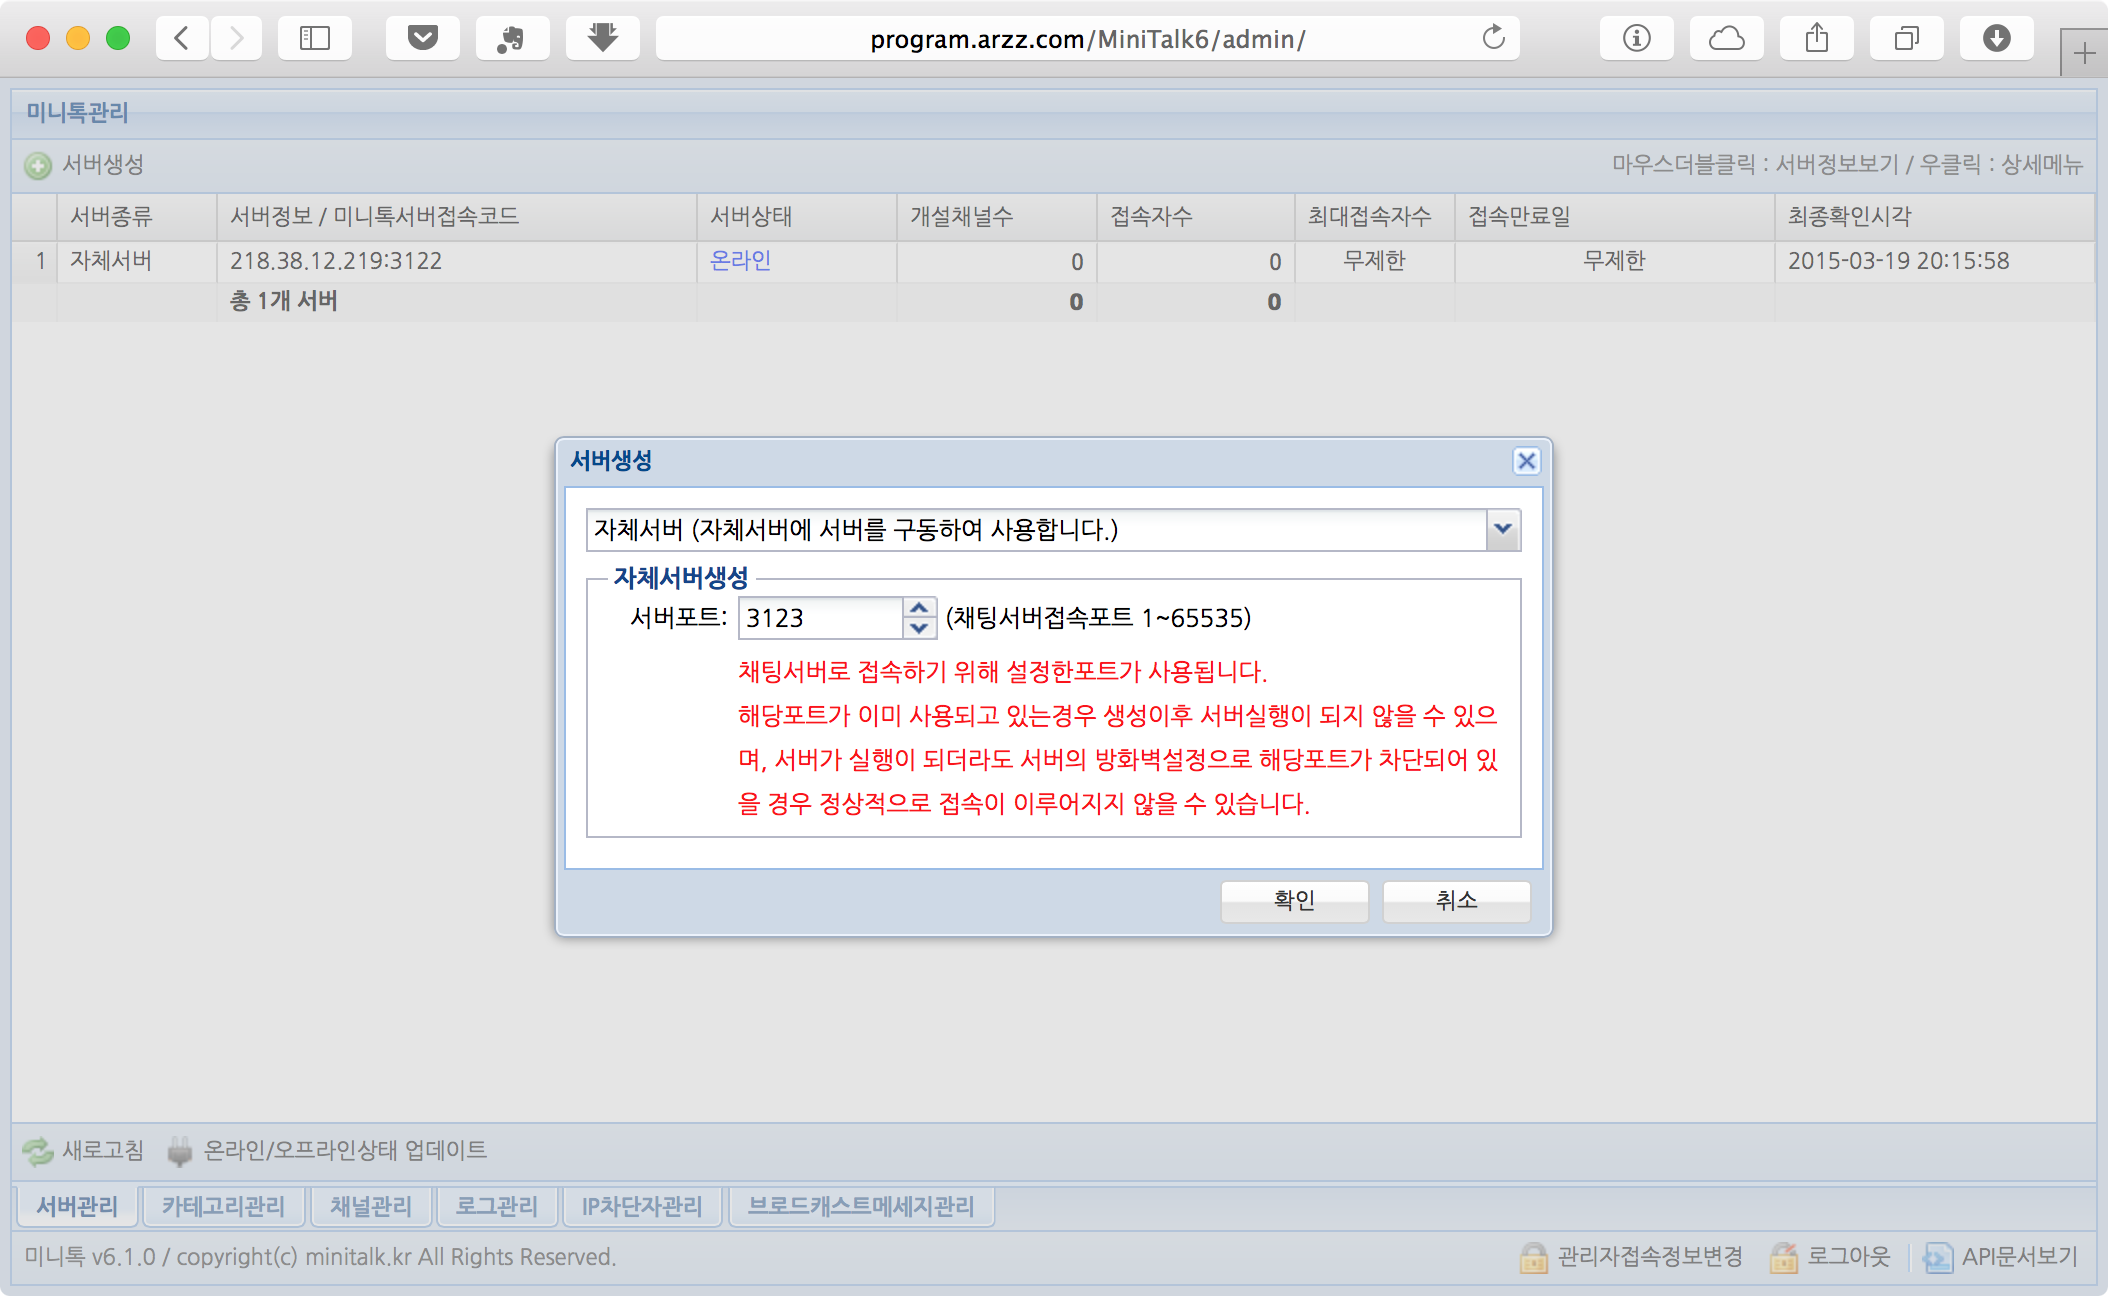 program.arzz.com/MiniTalk6/admin/
미니톡관리
서버생성
마우스더블클릭 : 서버정보보기 / 우클릭 : 상세메뉴
서버종류 서버정보 / 미니톡서버접속코드 서버상태 개설채널수 접속자수 최대접속자수 접속만료일 최종확인시각
1 자체서버 218.38.12.219:3122 온라인 0 0 무제한 무제한 2015-03-19 20:15:58
총 1개 서버 0 0
서버생성
자체서버 (자체서버에 서버를 구동하여 사용합니다.)
자체서버생성
서버포트: 3123 (채팅서버접속포트 1~65535)
채팅서버로 접속하기 위해 설정한포트가 사용됩니다.
해당포트가 이미 사용되고 있는경우 생성이후 서버실행이 되지 않을 수 있으
며, 서버가 실행이 되더라도 서버의 방화벽설정으로 해당포트가 차단되어 있
을 경우 정상적으로 접속이 이루어지지 않을 수 있습니다.
확인 취소
새로고침 온라인/오프라인상태 업데이트
서버관리 카테고리관리 채널관리 로그관리 IP차단자관리 브로드캐스트메세지관리
미니톡 v6.1.0 / copyright(c) minitalk.kr All Rights Reserved.
관리자접속정보변경 로그아웃 API문서보기